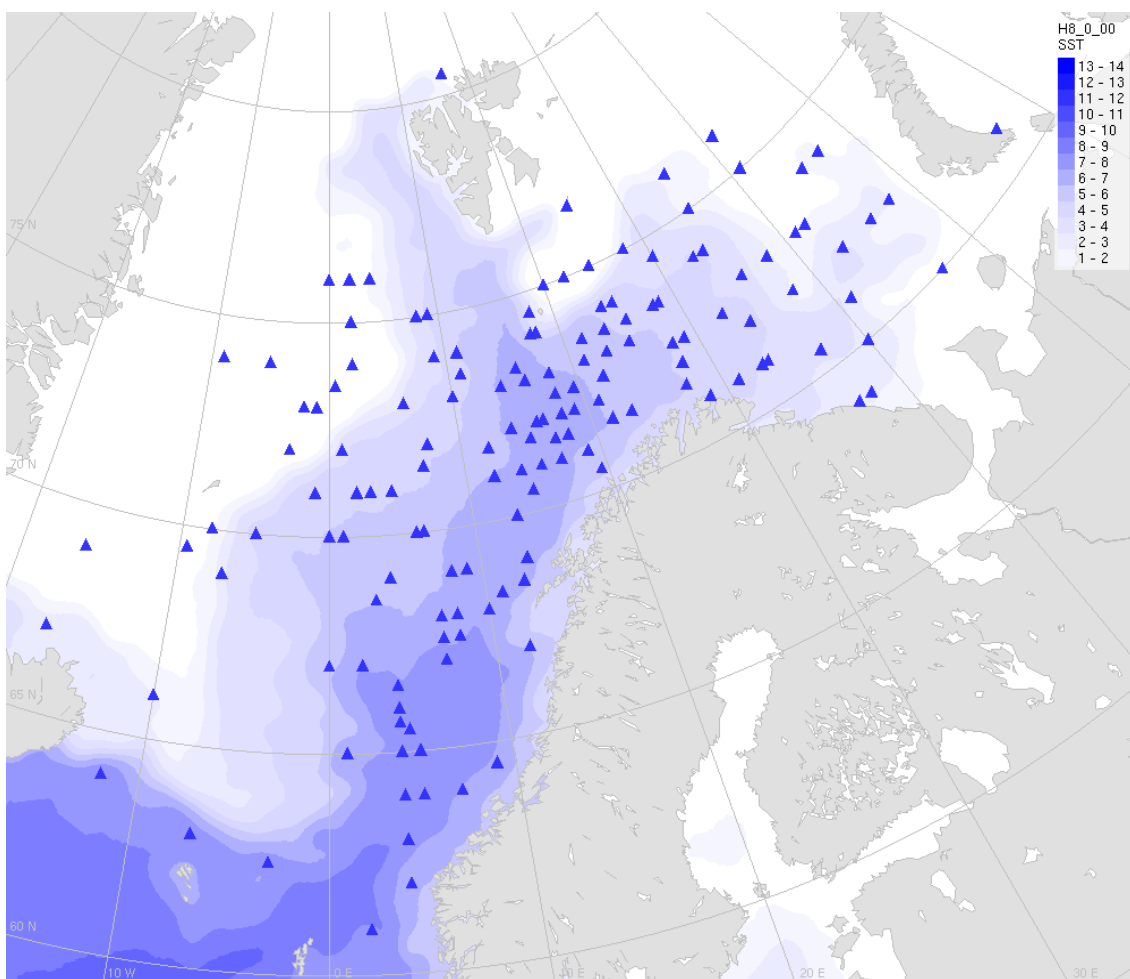 H8_0_00
SST
13 - 14
12 - 13
11 - 12
10 - 11
9 - 10
8 - 9
7 - 8
6 - 7
5 - 6
4 - 5
3 - 4
2 - 3
1 - 2
75 N
70 N
65 N
60 N
10 W
0 E
10 E
20 E
30 E